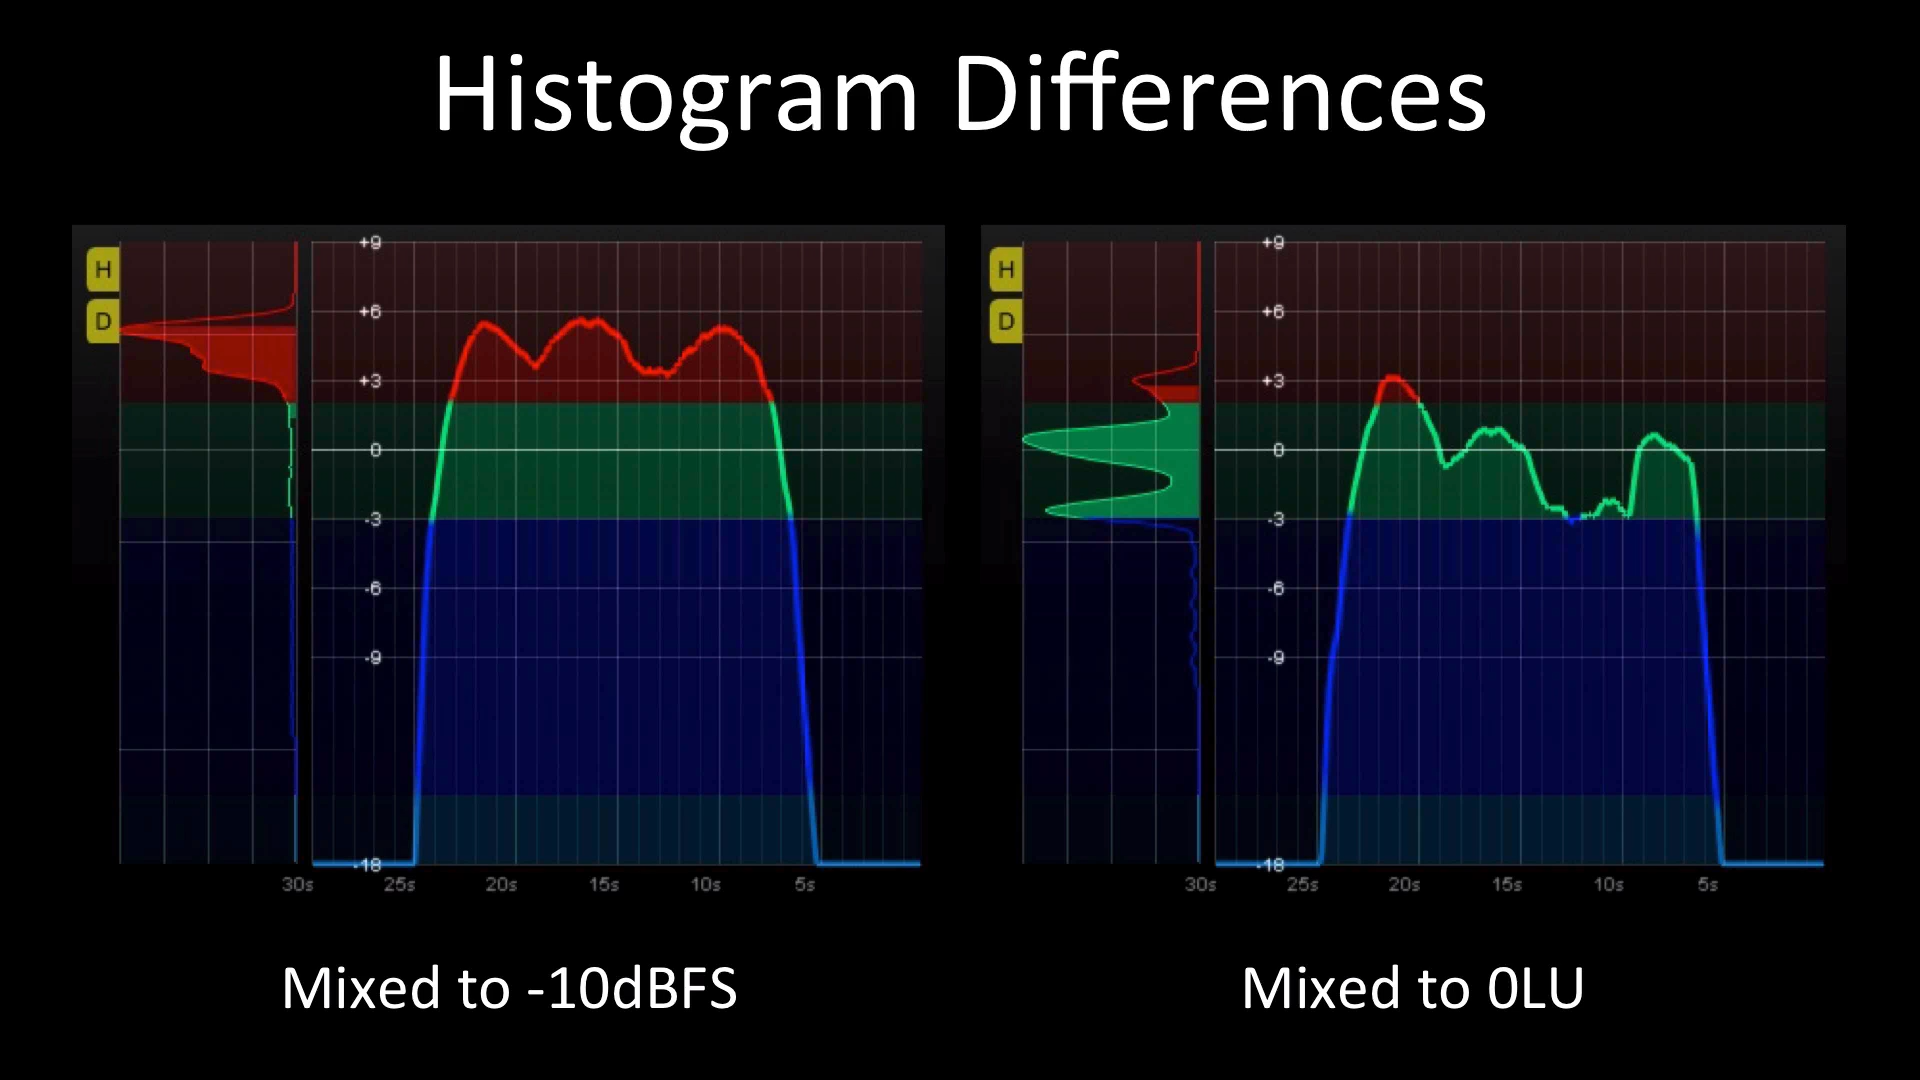 Histogram Differences
H
D
+9
+6
+3
0
-3
-6
-9
-18
30s 25s 20s 15s 10s 5s
H
D
+9
+6
+3
0
-3
-6
-9
-18
30s 25s 20s 15s 10s 5s
Mixed to -10dBFS
Mixed to 0LU